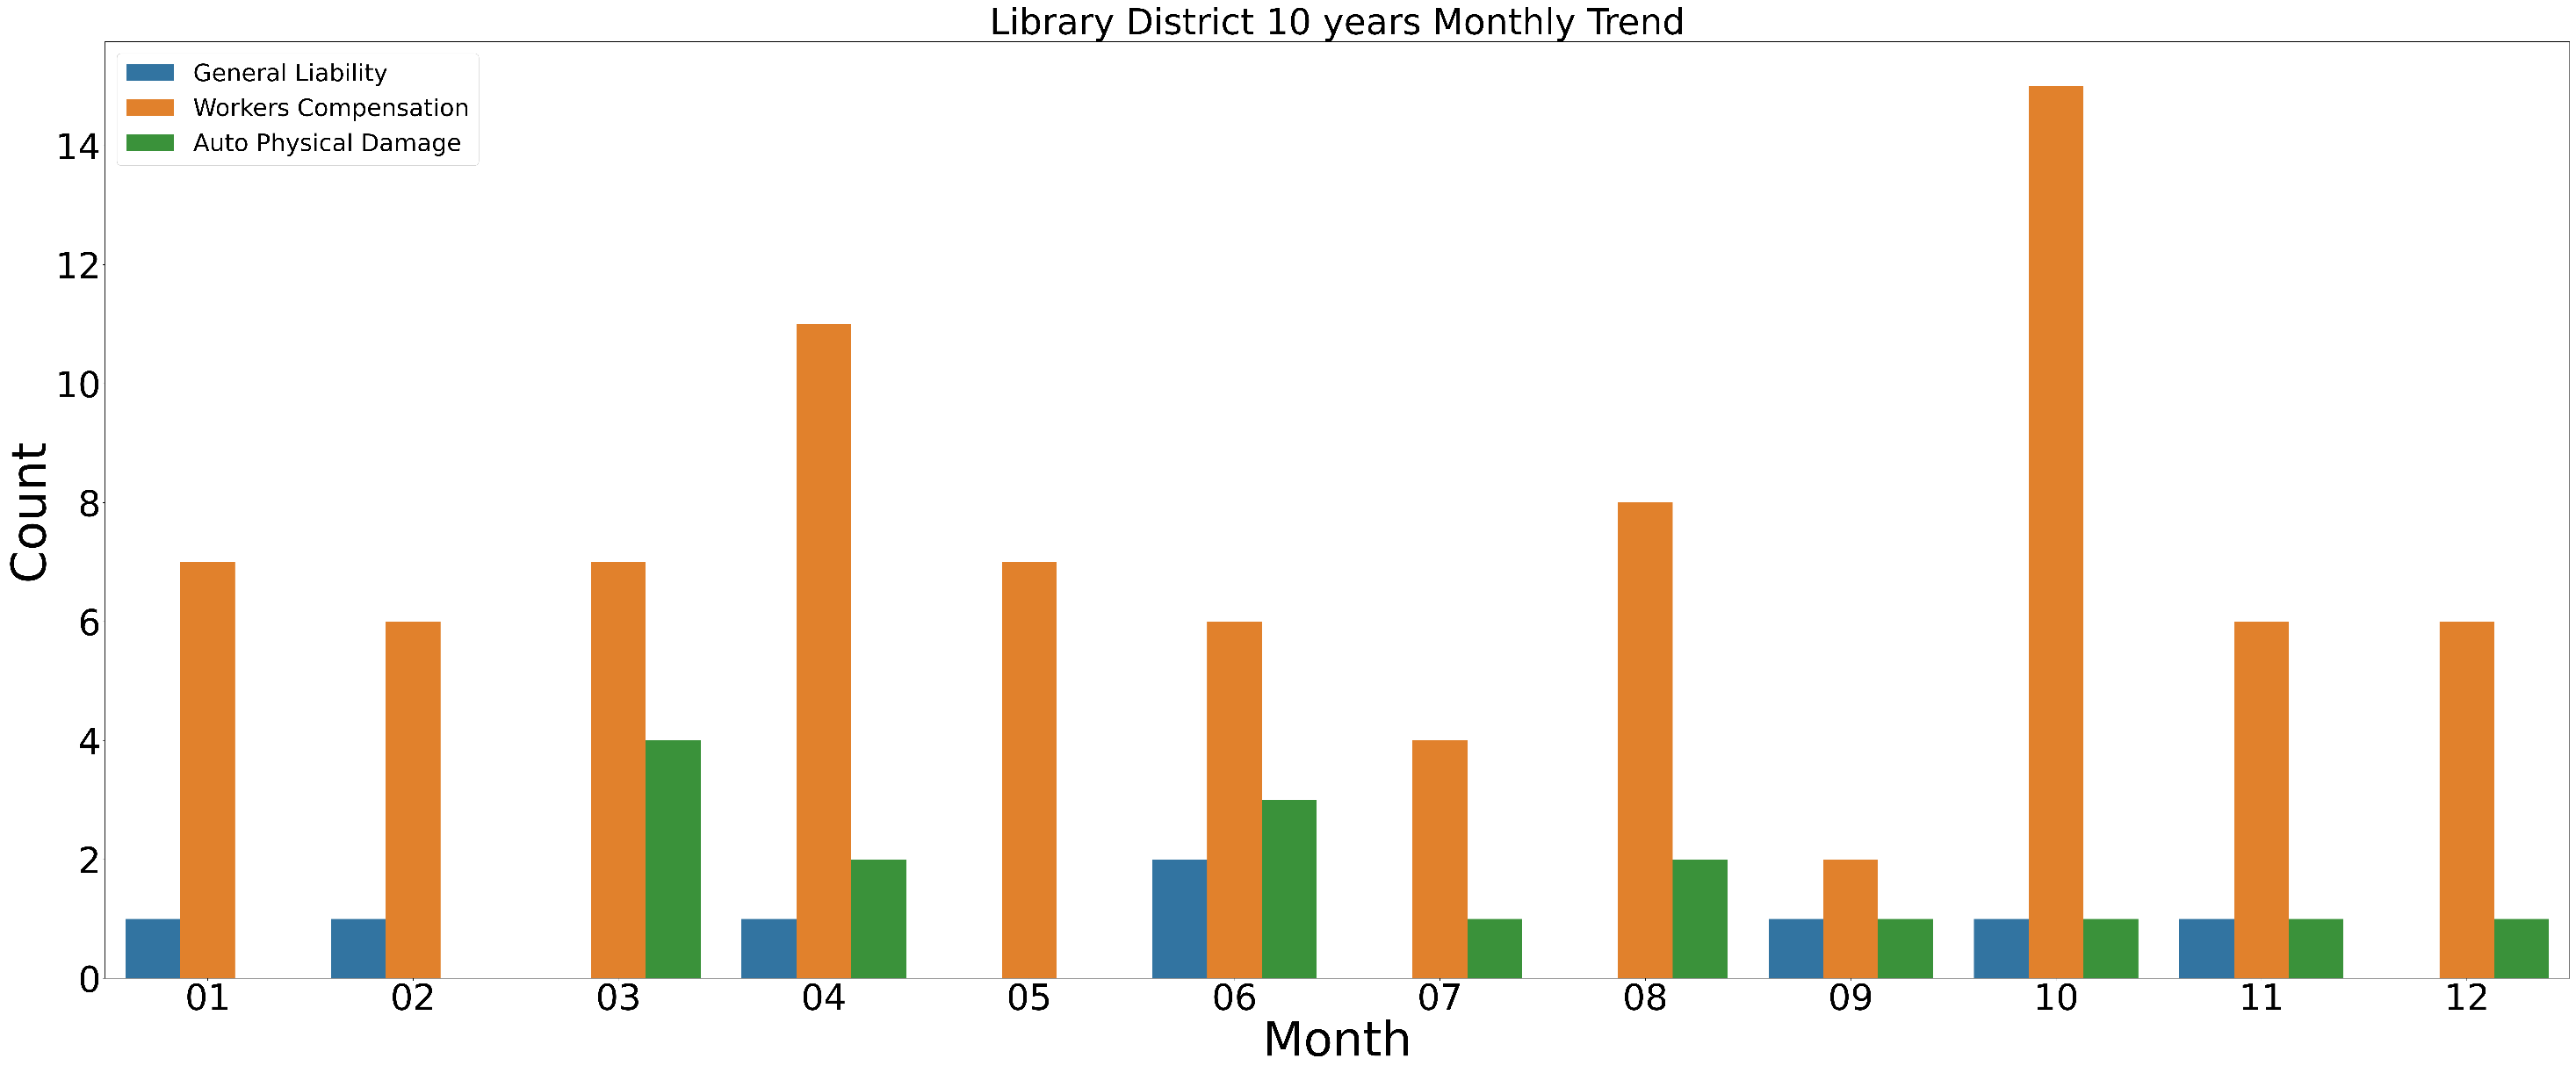 Library District 10 years Monthly Trend
General Liability
Workers Compensation
Auto Physical Damage
14
12
10
8
6
4
2
0
Count
01 02 03 04 05 06 07 08 09 10 11 12
Month